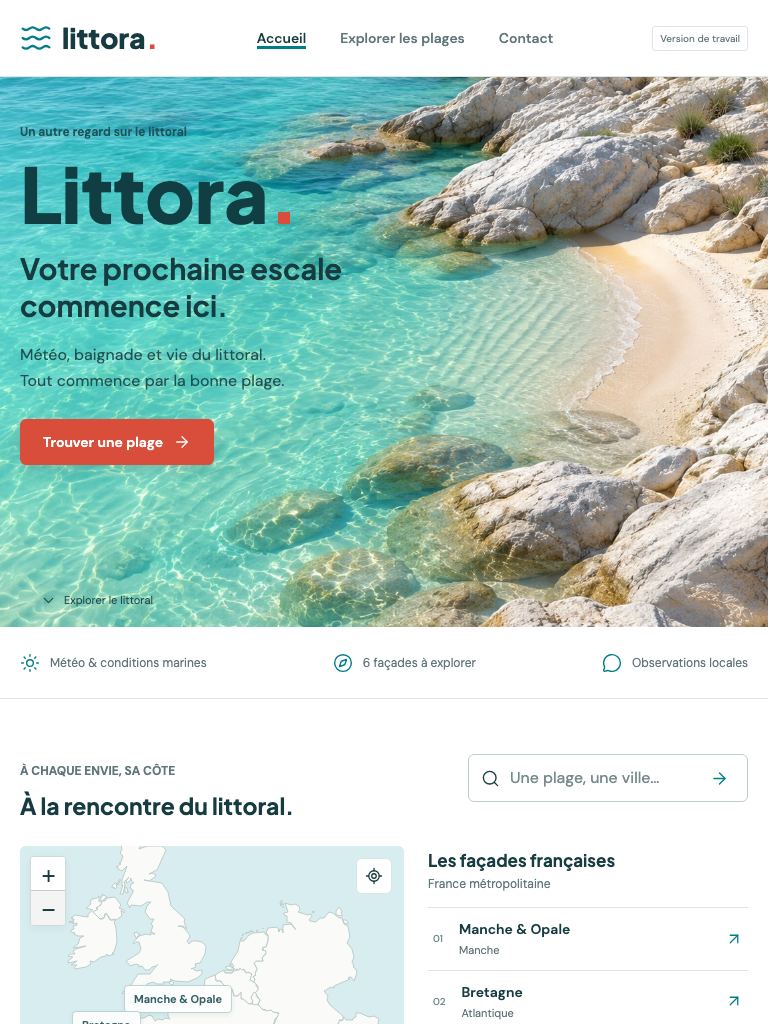 littora.
Accueil
Explorer les plages
Contact
Version de travail
Un autre regard sur le littoral
Littora.
Votre prochaine escale
commence ici.
Météo, baignade et vie du littoral.
Tout commence par la bonne plage.
Trouver une plage
Explorer le littoral
Météo & conditions marines
6 façades à explorer
Observations locales
À CHAQUE ENVIE, SA CÔTE
À la rencontre du littoral.
Une plage, une ville...
+
−
Manche & Opale
Bretagne
Les façades françaises
France métropolitaine
01
Manche & Opale
Manche
02
Bretagne
Atlantique